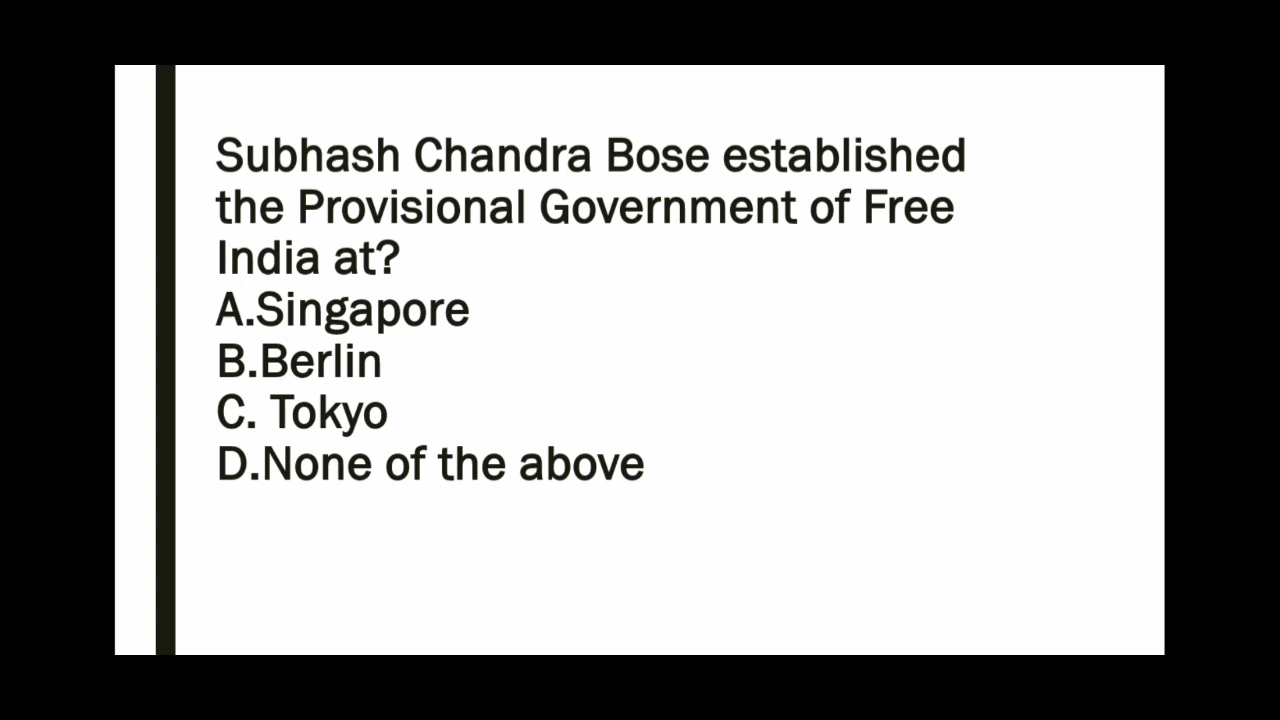 Subhash Chandra Bose established
the Provisional Government of Free
India at?
A.Singapore
B.Berlin
C. Tokyo
D.None of the above